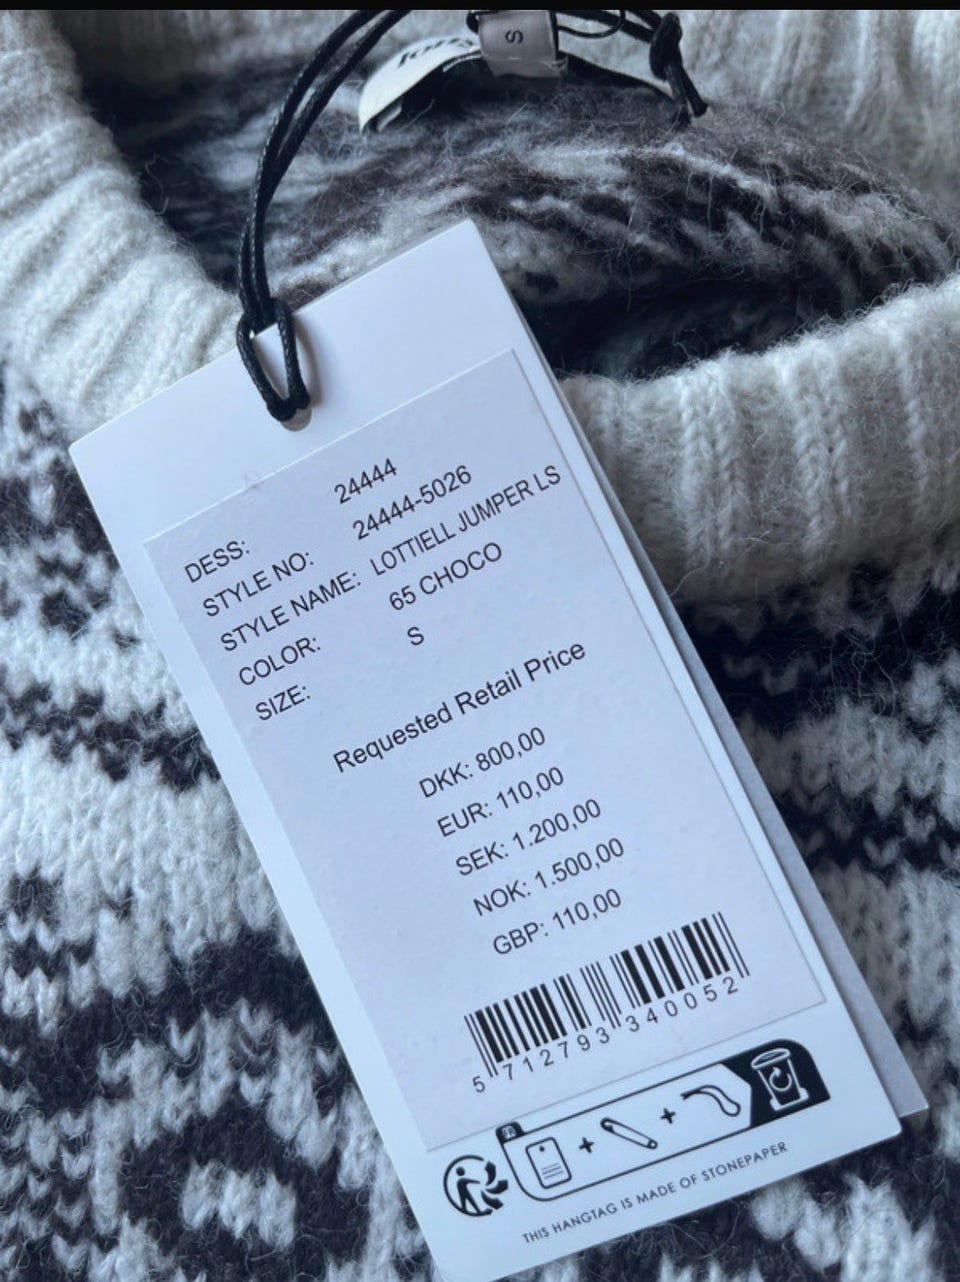 S
DESS: 24444
STYLE NO: 24444-5026
STYLE NAME: LOTTIELL JUMPER LS
COLOR: 65 CHOCO
SIZE: S
Requested Retail Price
DKK: 800,00
EUR: 110,00
SEK: 1.200,00
NOK: 1.500,00
GBP: 110,00
5 712793 340052
THIS HANGTAG IS MADE OF STONEPAPER